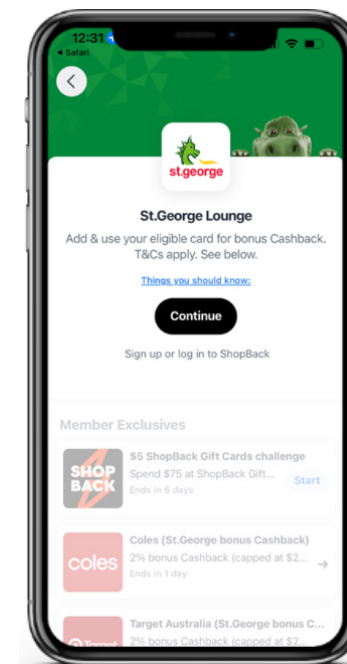 12:31
◂ Safari
st.george
St.George Lounge
Add & use your eligible card for bonus Cashback.
T&Cs apply. See below.
Things you should know:
Continue
Sign up or log in to ShopBack
Member Exclusives
SHOP
BACK
$5 ShopBack Gift Cards challenge
Spend $75 at ShopBack Gift...
Ends in 6 days
Start
coles
Coles (St.George bonus Cashback)
2% bonus Cashback (capped at $2...
Ends in 1 day
Target
Target Australia (St.George bonus C...
2% bonus Cashback (capped at $2...